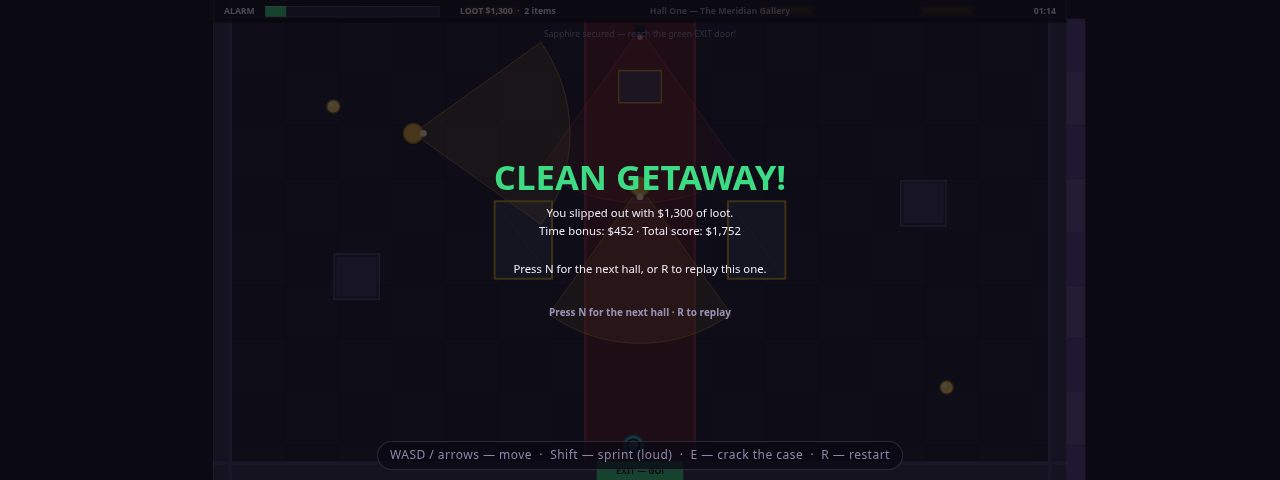 ALARM
LOOT $1,300 · 2 items
Hall One — The Meridian Gallery
01:14
Sapphire secured — reach the green EXIT door!
CLEAN GETAWAY!
You slipped out with $1,300 of loot.
Time bonus: $452 · Total score: $1,752
Press N for the next hall, or R to replay this one.
Press N for the next hall · R to replay
WASD / arrows — move · Shift — sprint (loud) · E — crack the case · R — restart
EXIT — GO!